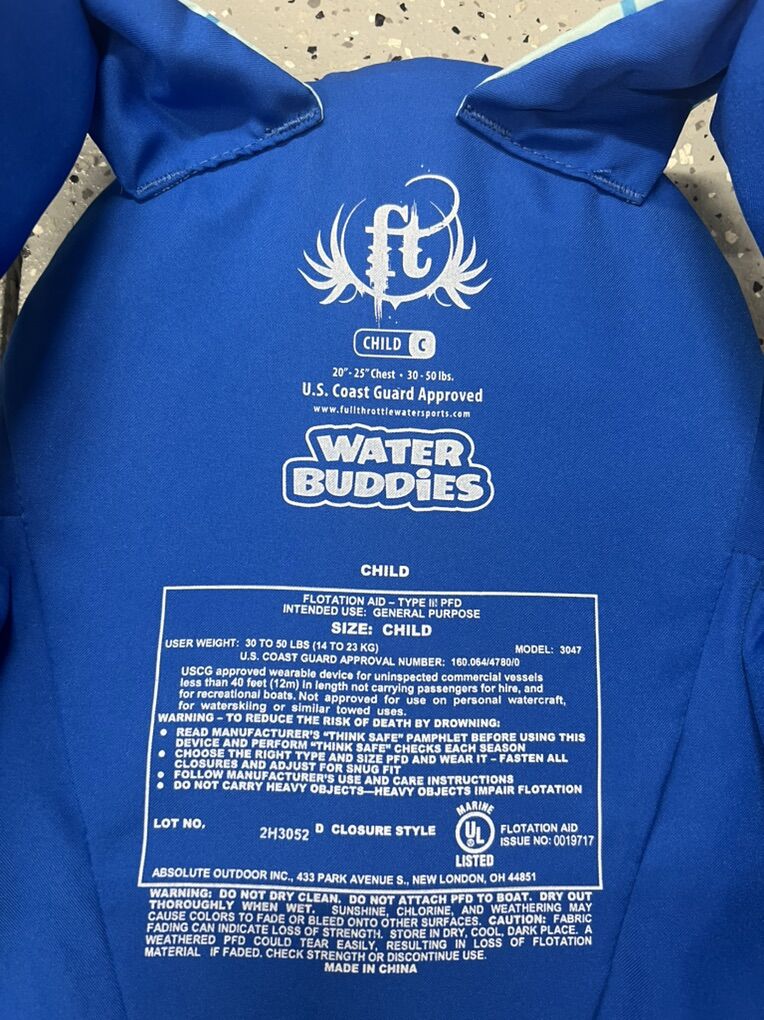 ft
CHILD C
20" - 25" Chest • 30 - 50 lbs.
U.S. Coast Guard Approved
www.fullthrottlewatersports.com
WATER
BUDDiES
CHILD
FLOTATION AID – TYPE III PFD
INTENDED USE: GENERAL PURPOSE
SIZE: CHILD
USER WEIGHT: 30 TO 50 LBS (14 TO 23 KG) MODEL: 3047
U.S. COAST GUARD APPROVAL NUMBER: 160.064/4780/0
USCG approved wearable device for uninspected commercial vessels
less than 40 feet (12m) in length not carrying passengers for hire, and
for recreational boats. Not approved for use on personal watercraft,
for waterskiing or similar towed uses.
WARNING – TO REDUCE THE RISK OF DEATH BY DROWNING:
• READ MANUFACTURER'S "THINK SAFE" PAMPHLET BEFORE USING THIS
DEVICE AND PERFORM "THINK SAFE" CHECKS EACH SEASON
• CHOOSE THE RIGHT TYPE AND SIZE PFD AND WEAR IT – FASTEN ALL
CLOSURES AND ADJUST FOR SNUG FIT
• FOLLOW MANUFACTURER'S USE AND CARE INSTRUCTIONS
• DO NOT CARRY HEAVY OBJECTS—HEAVY OBJECTS IMPAIR FLOTATION
MARINE
LOT NO. 2H3052 D CLOSURE STYLE UL ® FLOTATION AID
ISSUE NO: 0019717
LISTED
ABSOLUTE OUTDOOR INC., 433 PARK AVENUE S., NEW LONDON, OH 44851
WARNING: DO NOT DRY CLEAN. DO NOT ATTACH PFD TO BOAT. DRY OUT
THOROUGHLY WHEN WET. SUNSHINE, CHLORINE, AND WEATHERING MAY
CAUSE COLORS TO FADE OR BLEED ONTO OTHER SURFACES. CAUTION: FABRIC
FADING CAN INDICATE LOSS OF STRENGTH. STORE IN DRY, COOL, DARK PLACE. A
WEATHERED PFD COULD TEAR EASILY, RESULTING IN LOSS OF FLOTATION
MATERIAL IF FADED. CHECK STRENGTH OR DISCONTINUE USE.
MADE IN CHINA